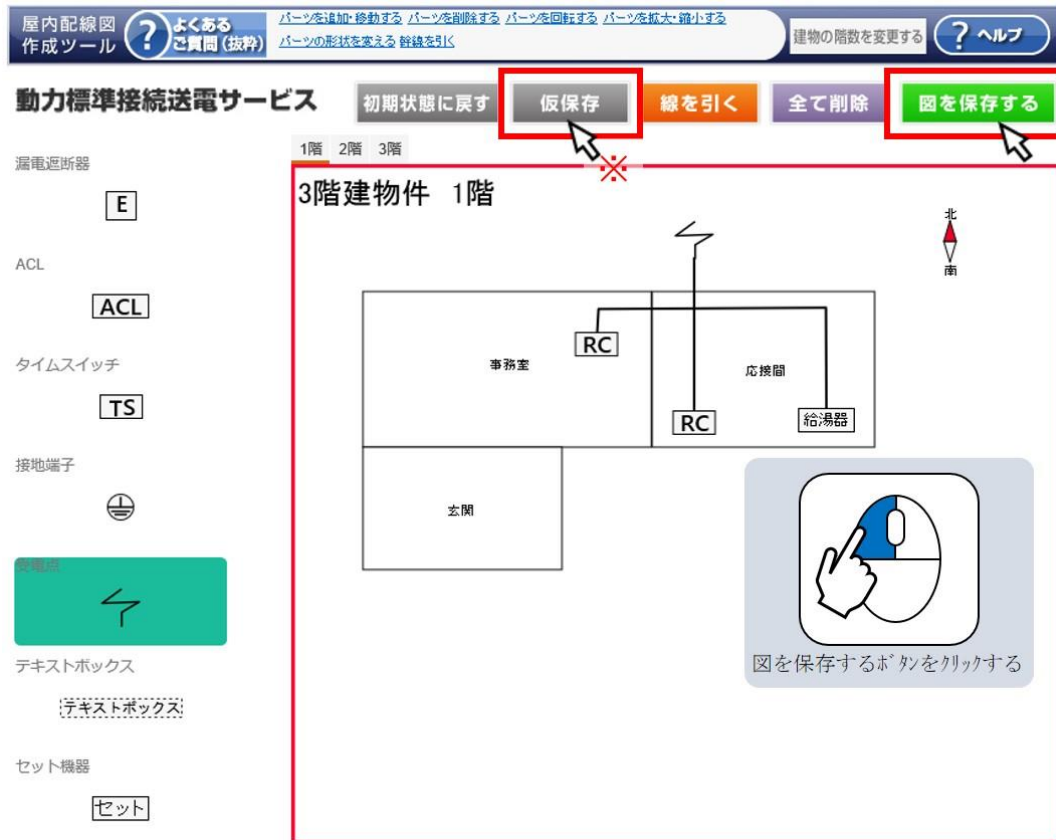 屋内配線図
作成ツール
?
よくある
ご質問(抜粋)
パーツを追加・移動する パーツを削除する パーツを回転する パーツを拡大・縮小する
パーツの形状を変える 幹線を引く
建物の階数を変更する
? ヘルプ
動力標準接続送電サービス
初期状態に戻す
仮保存
線を引く
全て削除
図を保存する
1階 2階 3階
※
漏電遮断器
E
ACL
ACL
タイムスイッチ
TS
接地端子
受電点
テキストボックス
テキストボックス
セット機器
セット
3階建物件 1階
北
南
RC
事務室
応接間
RC
給湯器
玄関
図を保存するボタンをクリックする